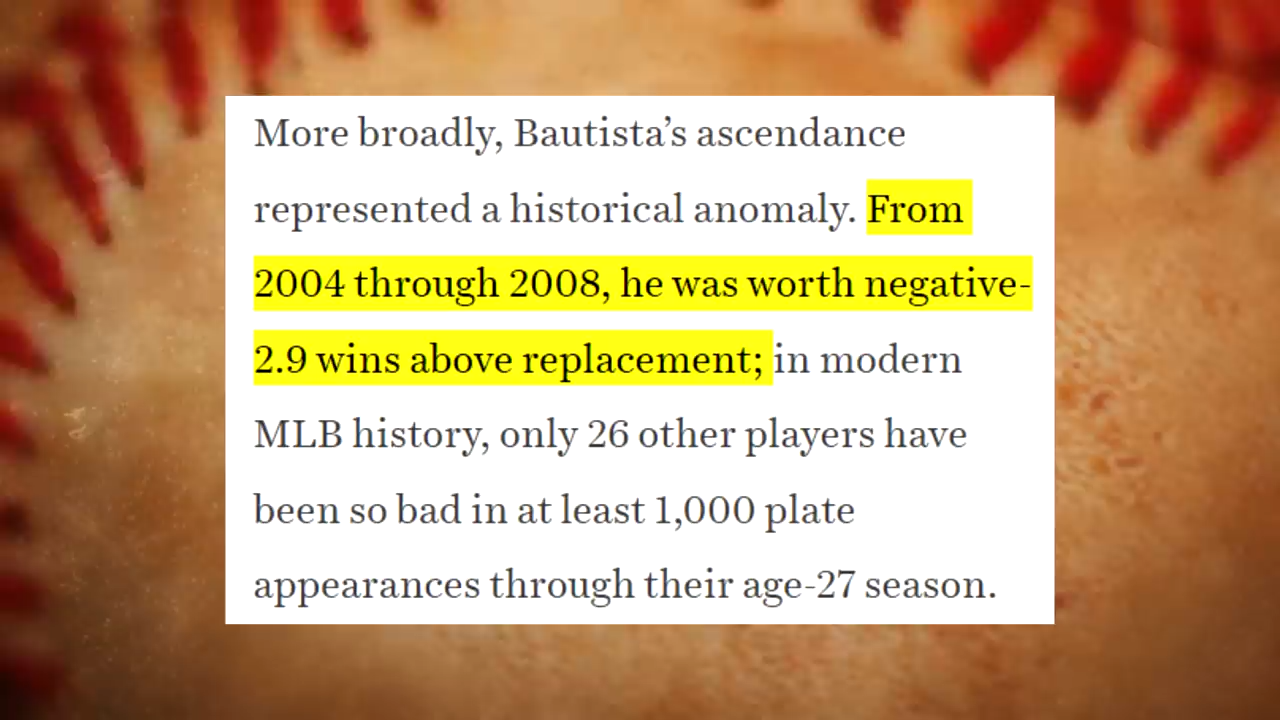 More broadly, Bautista’s ascendance
represented a historical anomaly. From
2004 through 2008, he was worth negative-
2.9 wins above replacement; in modern
MLB history, only 26 other players have
been so bad in at least 1,000 plate
appearances through their age-27 season.